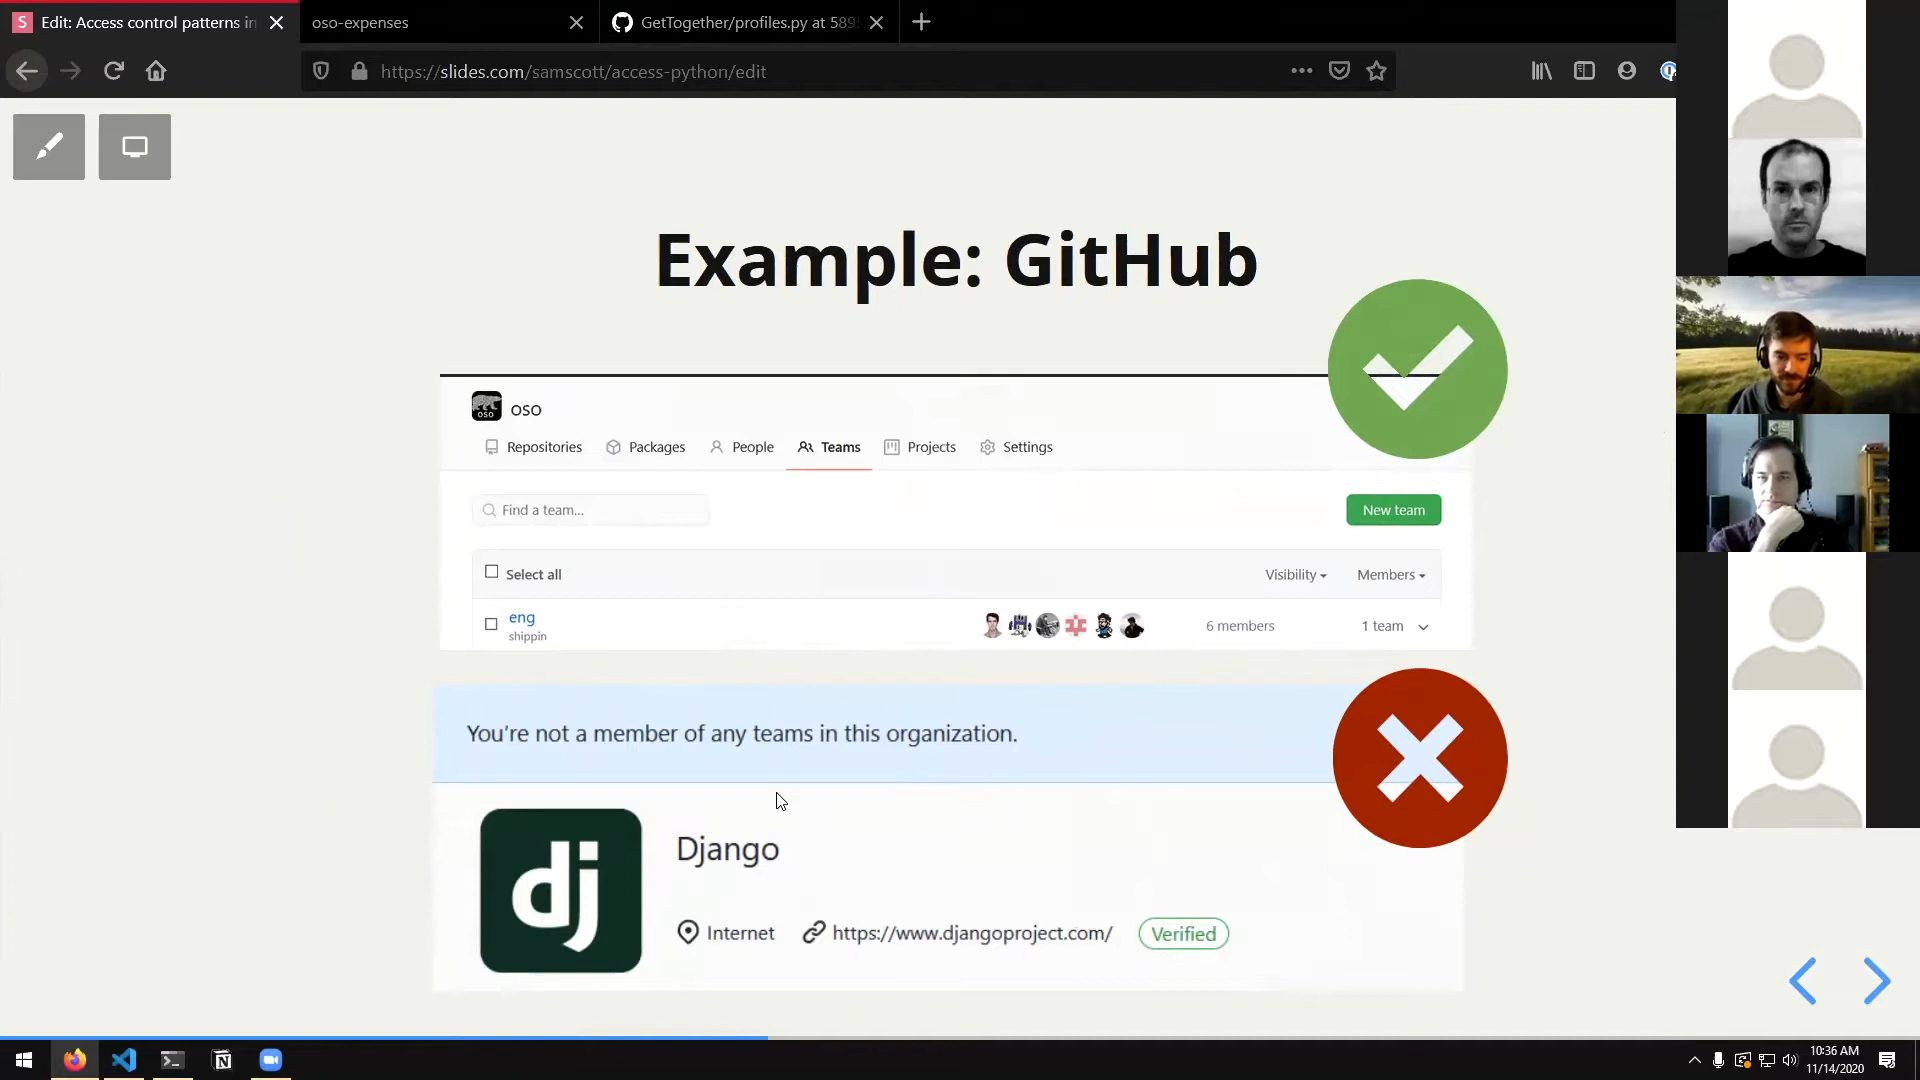 S Edit: Access control patterns in
oso-expenses
GetTogether/profiles.py at 589
https://slides.com/samscott/access-python/edit
Example: GitHub
oso
oso
Repositories Packages People Teams Projects Settings
Find a team...
New team
Select all
Visibility Members
eng
shippin
6 members
1 team
You're not a member of any teams in this organization.
dj
Django
Internet https://www.djangoproject.com/ Verified
10:36 AM
11/14/2020